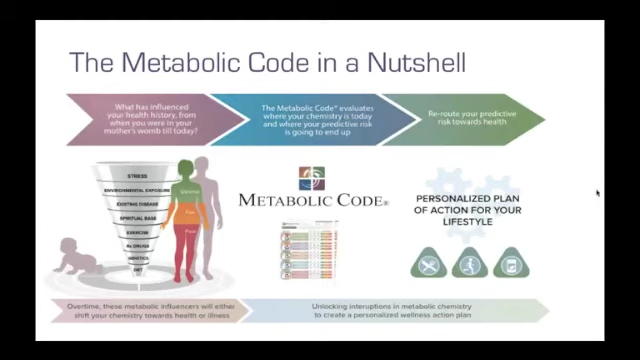 The Metabolic Code in a Nutshell
What has influenced
your health history, from
when you were in your
mother's womb till today?
The Metabolic Code® evaluates
where your chemistry is today
and where your predictive risk
is going to end up
Re-route your predictive
risk towards health
STRESS
ENVIRONMENTAL EXPOSURE
EXISTING DISEASE
SPIRITUAL BASE
EXERCISE
Rx DRUGS
GENETICS
DIET
Optimal
Fair
Poor
METABOLIC CODE®
PERSONALIZED PLAN
OF ACTION FOR YOUR
LIFESTYLE
Overtime, these metabolic influencers will either
shift your chemistry towards health or illness
Unlocking interuptions in metabolic chemistry
to create a personalized wellness action plan